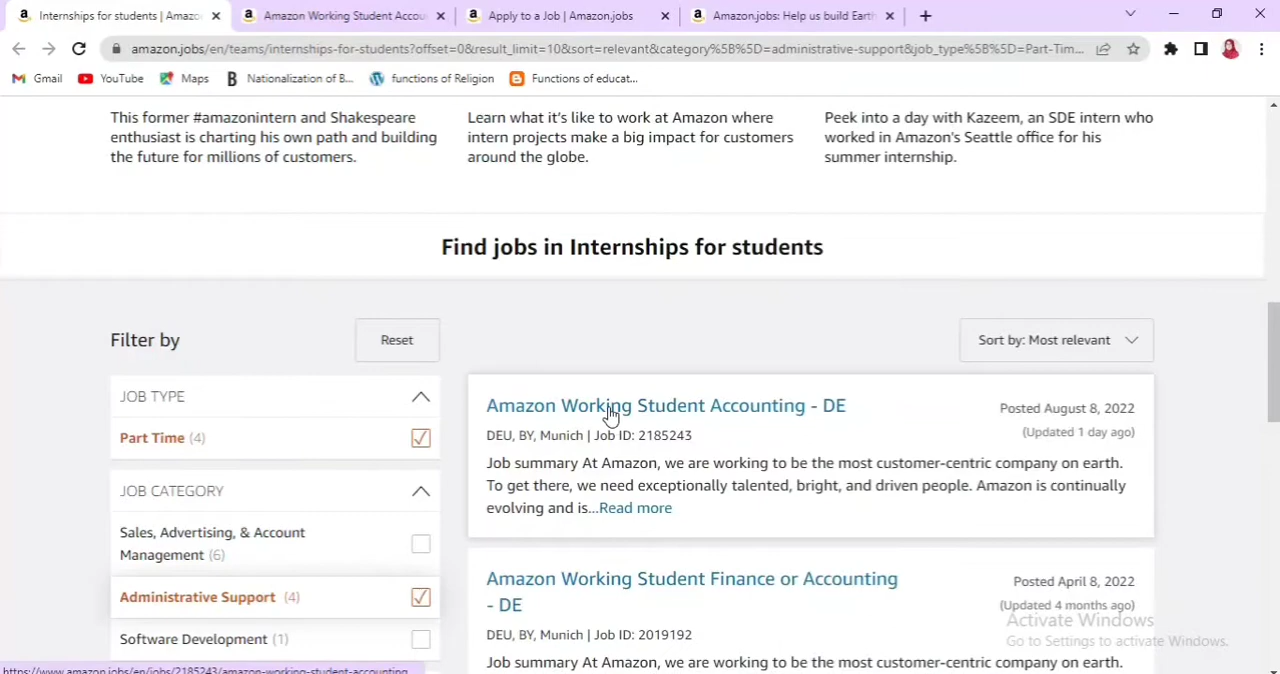 Internships for students | Amazo
Amazon Working Student Accou
Apply to a Job | Amazon.jobs
Amazon.jobs: Help us build Earth
amazon.jobs/en/teams/internships-for-students?offset=0&result_limit=10&sort=relevant&category%5B%5D=administrative-support&job_type%5B%5D=Part-Tim...
Gmail
YouTube
Maps
Nationalization of B...
functions of Religion
Functions of educat...
This former #amazonintern and Shakespeare
enthusiast is charting his own path and building
the future for millions of customers.
Learn what it's like to work at Amazon where
intern projects make a big impact for customers
around the globe.
Peek into a day with Kazeem, an SDE intern who
worked in Amazon's Seattle office for his
summer internship.
Find jobs in Internships for students
Filter by
Reset
Sort by: Most relevant
JOB TYPE
Part Time (4)
JOB CATEGORY
Sales, Advertising, & Account
Management (6)
Administrative Support (4)
Software Development (1)
Amazon Working Student Accounting - DE
Posted August 8, 2022
DEU, BY, Munich | Job ID: 2185243
(Updated 1 day ago)
Job summary At Amazon, we are working to be the most customer-centric company on earth.
To get there, we need exceptionally talented, bright, and driven people. Amazon is continually
evolving and is...Read more
Amazon Working Student Finance or Accounting
- DE
Posted April 8, 2022
(Updated 4 months ago)
DEU, BY, Munich | Job ID: 2019192
Job summary At Amazon, we are working to be the most customer-centric company on earth.
Activate Windows
Go to Settings to activate Windows.
https://www.amazon.jobs/en/jobs/2185243/amazon-working-student-accounting